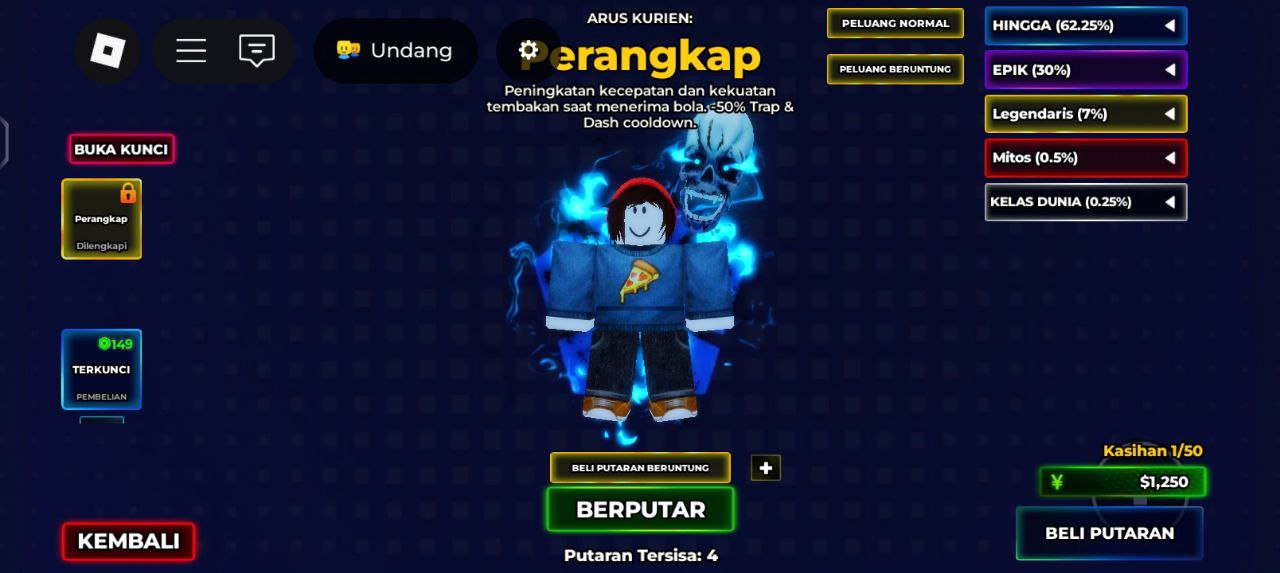 Undang
ARUS KURIEN:
Perangkap
Peningkatan kecepatan dan kekuatan
tembakan saat menerima bola.-50% Trap &
Dash cooldown.
PELUANG NORMAL
PELUANG BERUNTUNG
HINGGA (62.25%)
EPIK (30%)
Legendaris (7%)
Mitos (0.5%)
KELAS DUNIA (0.25%)
BUKA KUNCI
Perangkap
Dilengkapi
149
TERKUNCI
PEMBELIAN
BELI PUTARAN BERUNTUNG
+
BERPUTAR
Putaran Tersisa: 4
KEMBALI
Kasihan 1/50
¥ $1,250
BELI PUTARAN